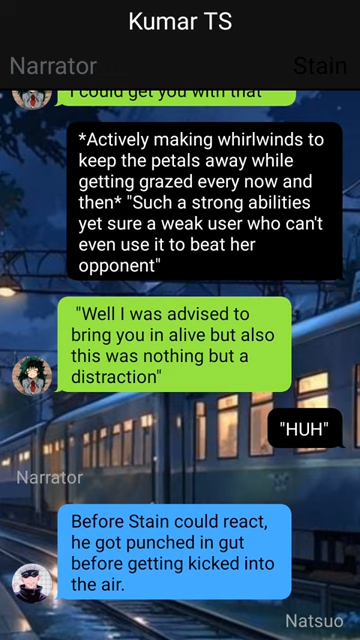 Kumar TS
Narrator
Stain
I could get you with that
*Actively making whirlwinds to
keep the petals away while
getting grazed every now and
then* "Such a strong abilities
yet sure a weak user who can't
even use it to beat her
opponent"
"Well I was advised to
bring you in alive but also
this was nothing but a
distraction"
"HUH"
Narrator
Before Stain could react,
he got punched in gut
before getting kicked into
the air.
Natsuo